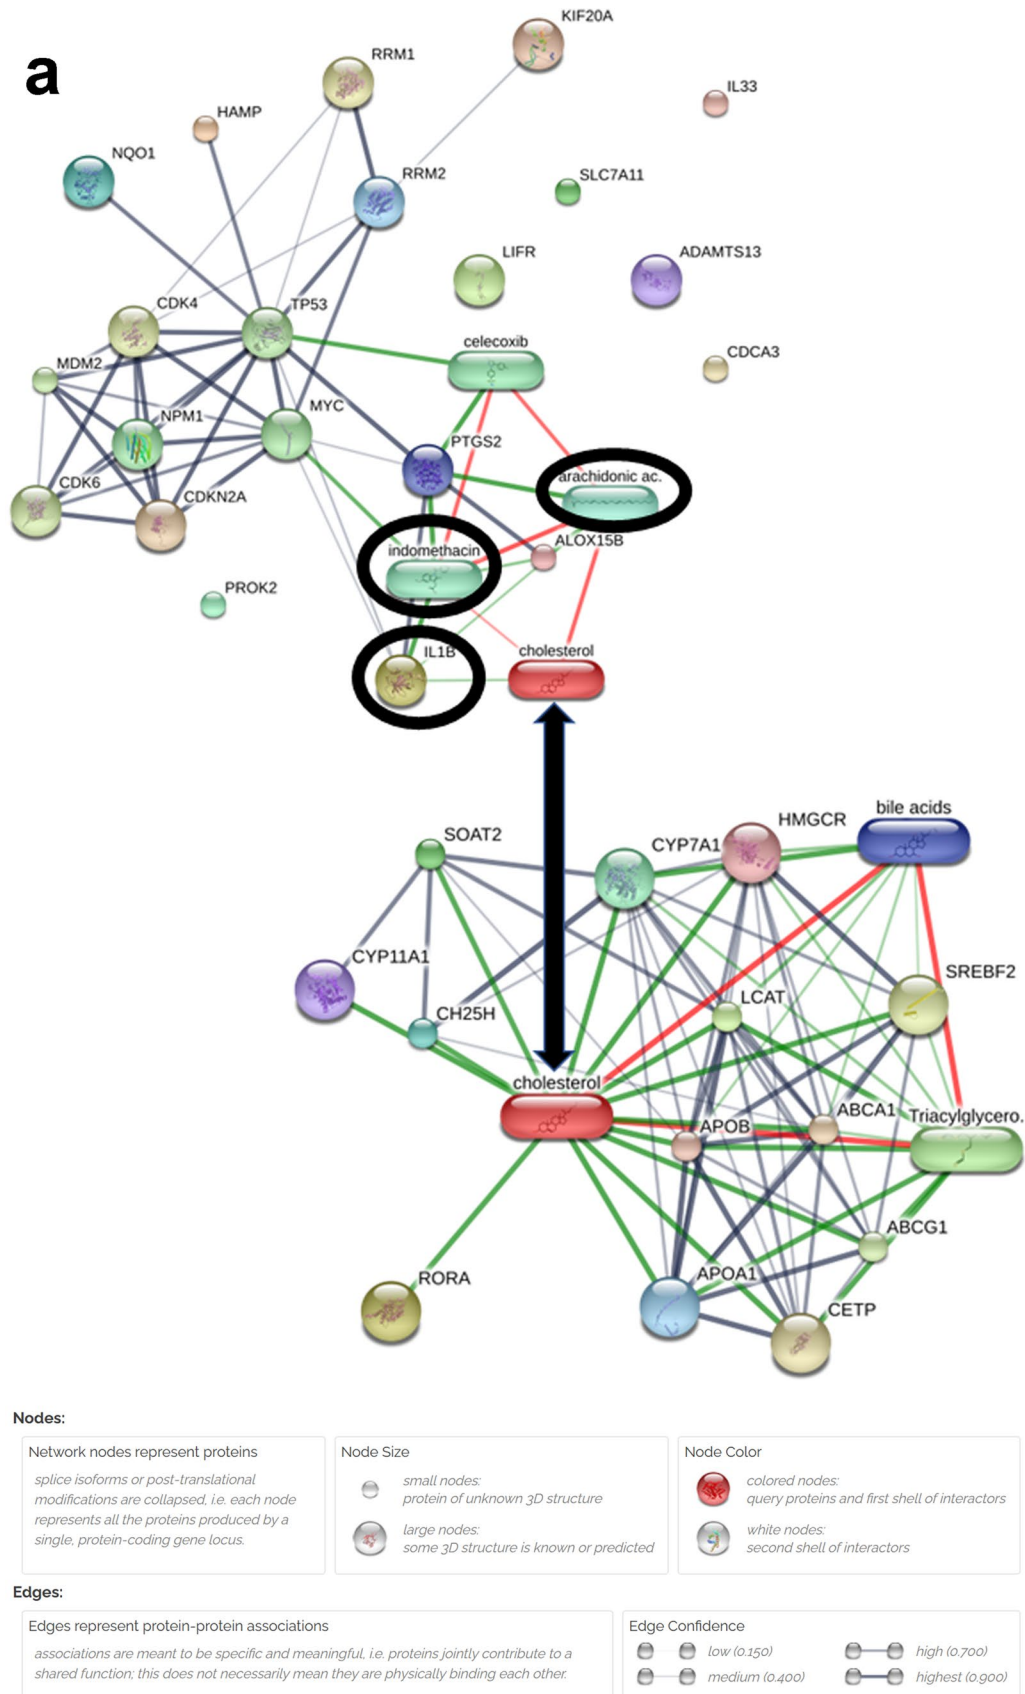 a
KIF20A
RRM1
IL33
HAMP
NQO1
RRM2
SLC7A11
LIFR
ADAMTS13
CDK4
TP53
celecoxib
CDCA3
MDM2
NPM1
MYC
PTGS2
arachidonic ac.
CDK6
CDKN2A
indomethacin
ALOX15B
PROK2
IL1B
cholesterol
SOAT2
CYP7A1
HMGCR
bile acids
CYP11A1
SREBF2
CH25H
LCAT
cholesterol
APOB
ABCA1
Triacylglycero.
ABCG1
RORA
APOA1
CETP
Nodes:
Network nodes represent proteins
splice isoforms or post-translational
modifications are collapsed, i.e. each node
represents all the proteins produced by a
single, protein-coding gene locus.
Node Size
small nodes:
protein of unknown 3D structure
large nodes:
some 3D structure is known or predicted
Node Color
colored nodes:
query proteins and first shell of interactors
white nodes:
second shell of interactors
Edges:
Edges represent protein-protein associations
associations are meant to be specific and meaningful, i.e. proteins jointly contribute to a
shared function; this does not necessarily mean they are physically binding each other.
Edge Confidence
low (0.150)
high (0.700)
medium (0.400)
highest (0.900)